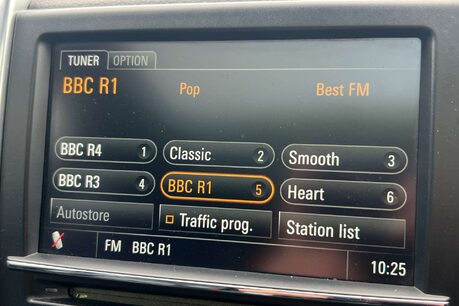 TUNER OPTION
BBC R1 Pop Best FM
BBC R4 1 Classic 2 Smooth 3
BBC R3 4 BBC R1 5 Heart 6
Autostore Traffic prog. Station list
FM BBC R1 10:25